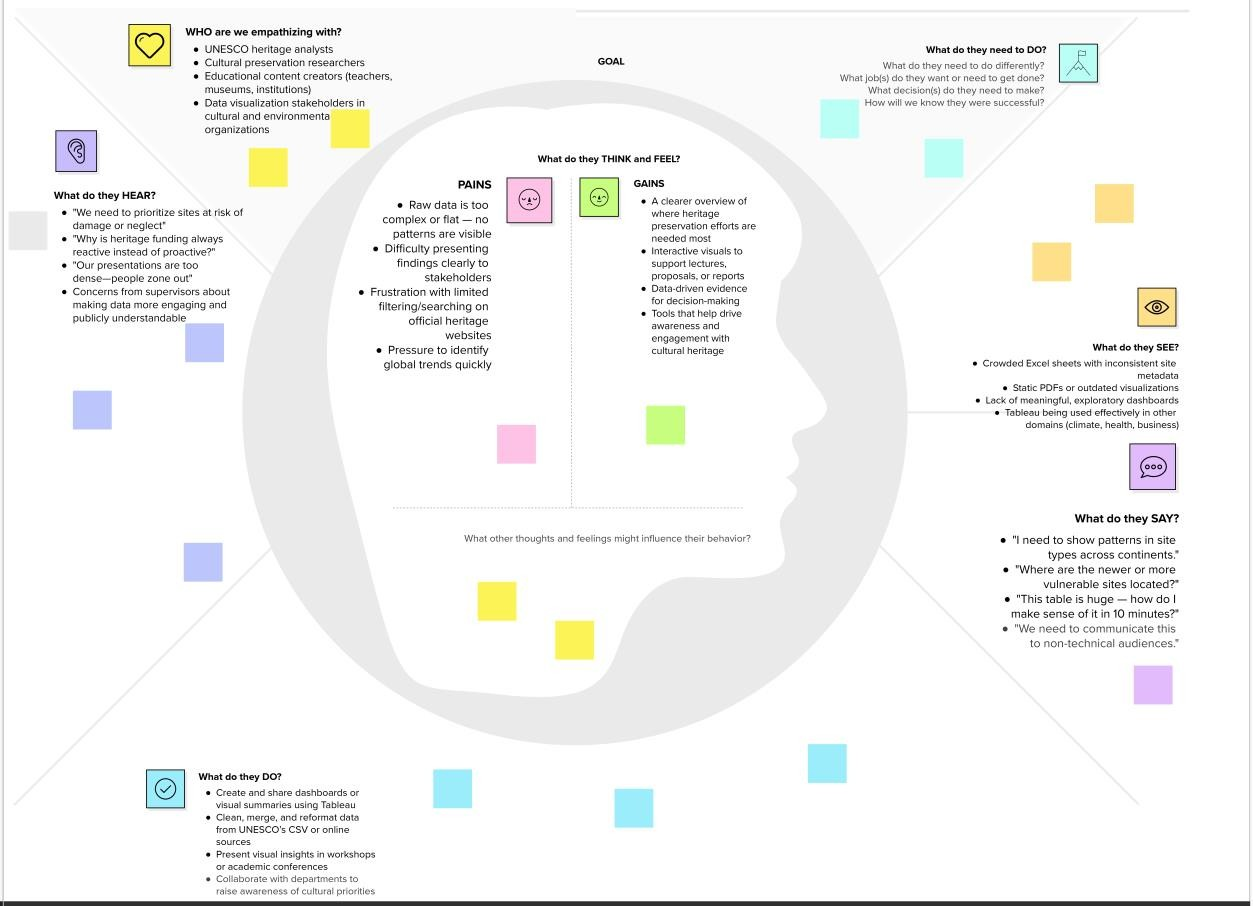 WHO are we empathizing with?
● UNESCO heritage analysts
● Cultural preservation researchers
● Educational content creators (teachers,
museums, institutions)
● Data visualization stakeholders in
cultural and environmenta
organizations
GOAL
What do they need to DO?
What do they need to do differently?
What job(s) do they want or need to get done?
What decision(s) do they need to make?
How will we know they were successful?
What do they HEAR?
● "We need to prioritize sites at risk of
damage or neglect"
● "Why is heritage funding always
reactive instead of proactive?"
● "Our presentations are too
dense—people zone out"
● Concerns from supervisors about
making data more engaging and
publicly understandable
What do they THINK and FEEL?
PAINS
● Raw data is too
complex or flat — no
patterns are visible
● Difficulty presenting
findings clearly to
stakeholders
● Frustration with limited
filtering/searching on
official heritage
websites
● Pressure to identify
global trends quickly
GAINS
● A clearer overview of
where heritage
preservation efforts are
needed most
● Interactive visuals to
support lectures,
proposals, or reports
● Data-driven evidence
for decision-making
● Tools that help drive
awareness and
engagement with
cultural heritage
What other thoughts and feelings might influence their behavior?
What do they SEE?
● Crowded Excel sheets with inconsistent site
metadata
● Static PDFs or outdated visualizations
● Lack of meaningful, exploratory dashboards
● Tableau being used effectively in other
domains (climate, health, business)
What do they SAY?
● "I need to show patterns in site
types across continents."
● "Where are the newer or more
vulnerable sites located?"
● "This table is huge — how do I
make sense of it in 10 minutes?"
● "We need to communicate this
to non-technical audiences."
What do they DO?
● Create and share dashboards or
visual summaries using Tableau
● Clean, merge, and reformat data
from UNESCO's CSV or online
sources
● Present visual insights in workshops
or academic conferences
● Collaborate with departments to
raise awareness of cultural priorities